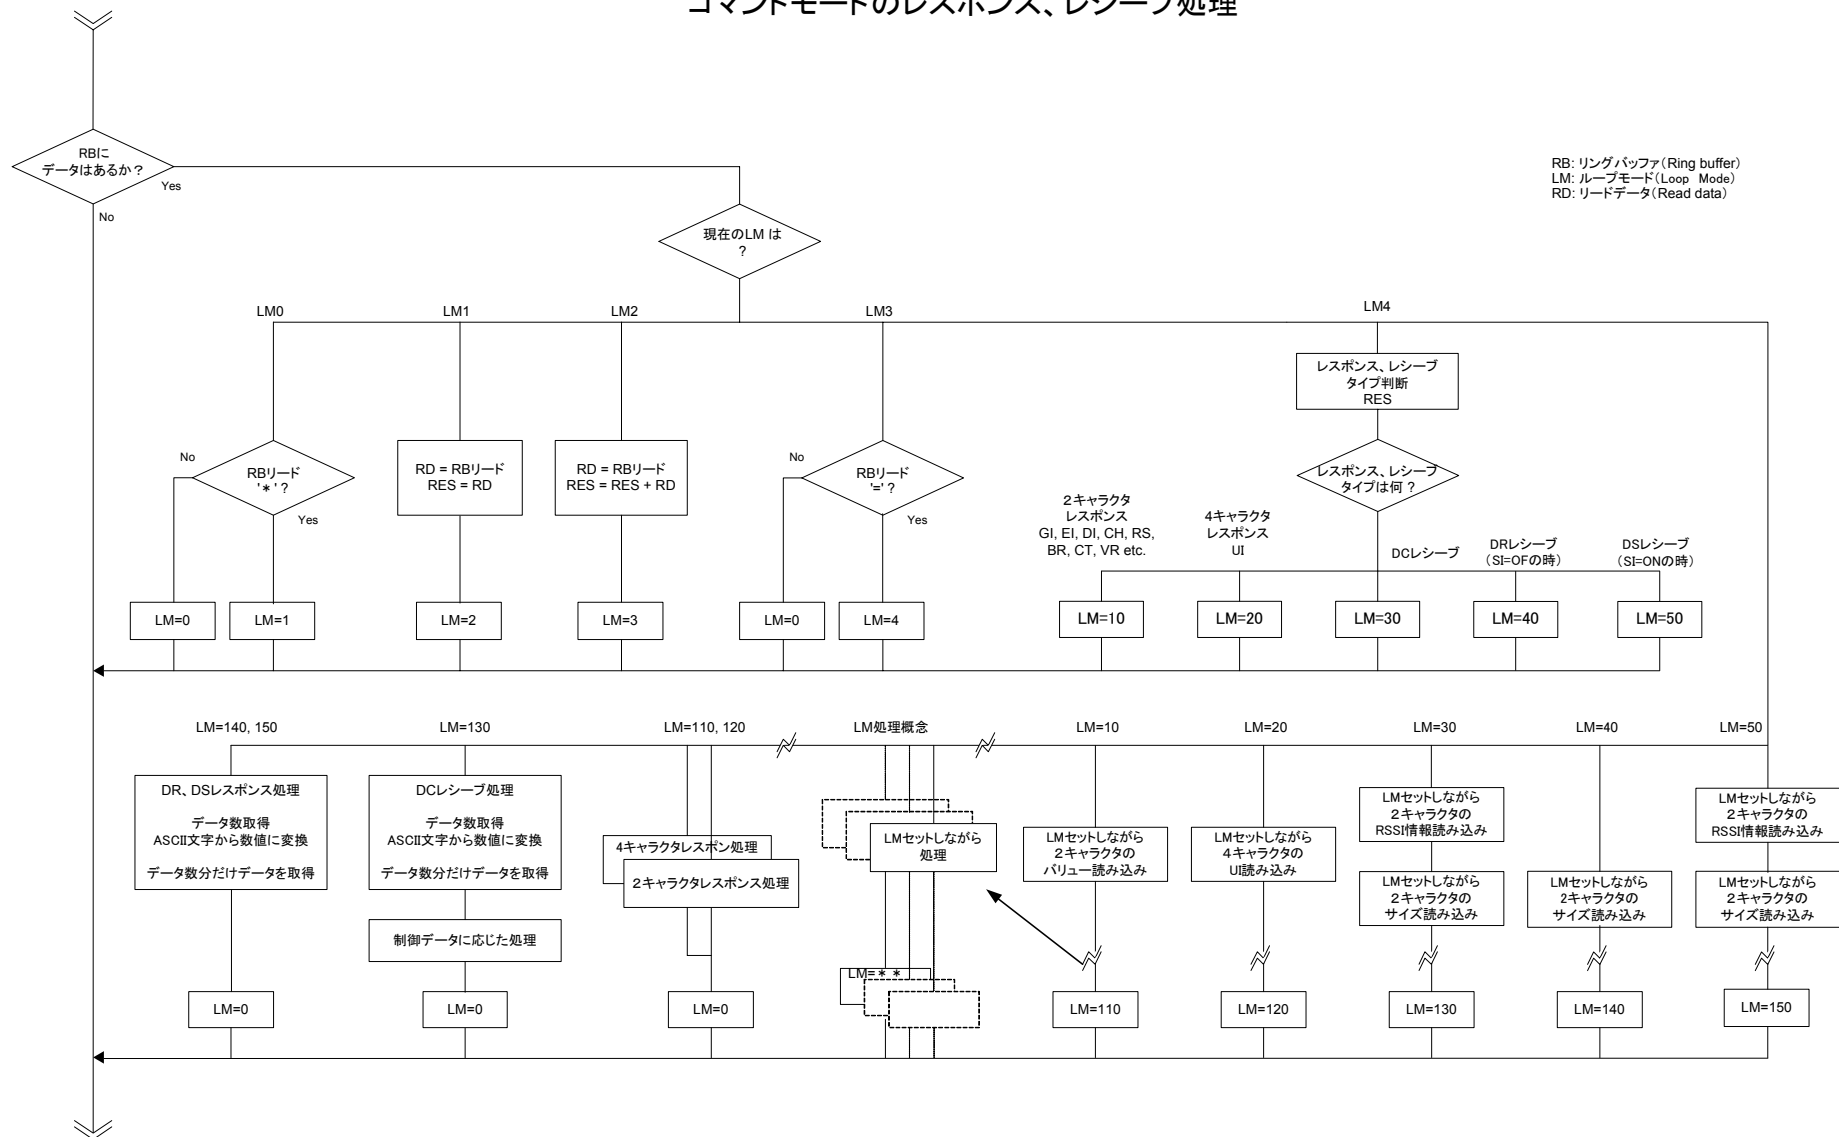 コマンドモードのレスポンス、レシーブ処理
RBに
データはあるか？
Yes
No
RB: リングバッファ（Ring buffer）
LM: ループモード（Loop Mode）
RD: リードデータ（Read data）
現在のLM は
？
LM0
LM1
LM2
LM3
LM4
レスポンス、レシーブ
タイプ判断
RES
No
RBリード
'＊' ?
Yes
RD = RBリード
RES = RD
RD = RBリード
RES = RES + RD
No
RBリード
'=' ?
Yes
レスポンス、レシーブ
タイプは何？
2キャラクタ
レスポンス
GI, EI, DI, CH, RS,
BR, CT, VR etc.
4キャラクタ
レスポンス
UI
DCレシーブ
DRレシーブ
（SI=OFの時）
DSレシーブ
（SI=ONの時）
LM=0
LM=1
LM=2
LM=3
LM=0
LM=4
LM=10
LM=20
LM=30
LM=40
LM=50
LM=140, 150
LM=130
LM=110, 120
LM処理概念
LM=10
LM=20
LM=30
LM=40
LM=50
DR、DSレスポンス処理
データ数取得
ASCII文字から数値に変換
データ数分だけデータを取得
DCレシーブ処理
データ数取得
ASCII文字から数値に変換
データ数分だけデータを取得
制御データに応じた処理
4キャラクタレスポン処理
2キャラクタレスポンス処理
LMセットしながら
処理
LMセットしながら
2キャラクタの
バリュー読み込み
LMセットしながら
4キャラクタの
UI読み込み
LMセットしながら
2キャラクタの
RSSI情報読み込み
LMセットしながら
2キャラクタの
サイズ読み込み
LMセットしながら
2キャラクタの
サイズ読み込み
LMセットしながら
2キャラクタの
RSSI情報読み込み
LMセットしながら
2キャラクタの
サイズ読み込み
LM=0
LM=0
LM=0
LM=＊＊
LM=110
LM=120
LM=130
LM=140
LM=150